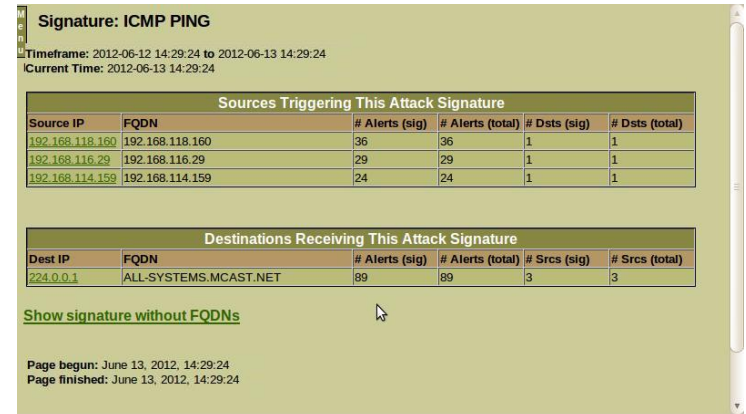 Menu
Signature: ICMP PING
Timeframe: 2012-06-12 14:29:24 to 2012-06-13 14:29:24
Current Time: 2012-06-13 14:29:24
Sources Triggering This Attack Signature
Source IP FQDN # Alerts (sig) # Alerts (total) # Dsts (sig) # Dsts (total)
192.168.118.160 192.168.118.160 36 36 1 1
192.168.116.29 192.168.116.29 29 29 1 1
192.168.114.159 192.168.114.159 24 24 1 1
Destinations Receiving This Attack Signature
Dest IP FQDN # Alerts (sig) # Alerts (total) # Srcs (sig) # Srcs (total)
224.0.0.1 ALL-SYSTEMS.MCAST.NET 89 89 3 3
Show signature without FQDNs
Page begun: June 13, 2012, 14:29:24
Page finished: June 13, 2012, 14:29:24